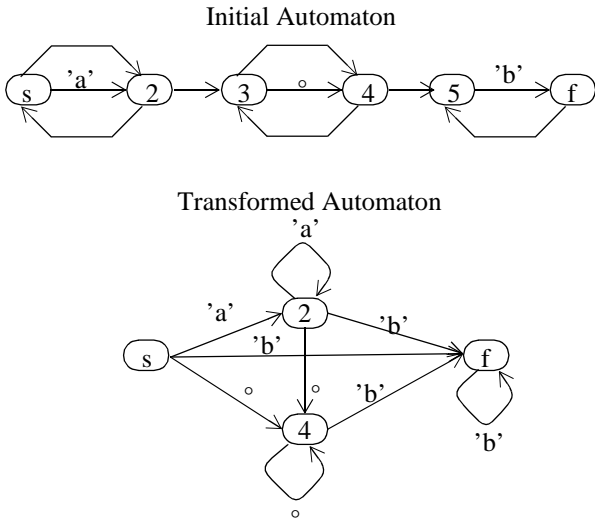 Initial Automaton
s 'a' 2 3 ∘ 4 5 'b' f
Transformed Automaton
'a'
'a' 2 'b'
s 'b' f
∘ ∘ 'b'
4
'b'
∘